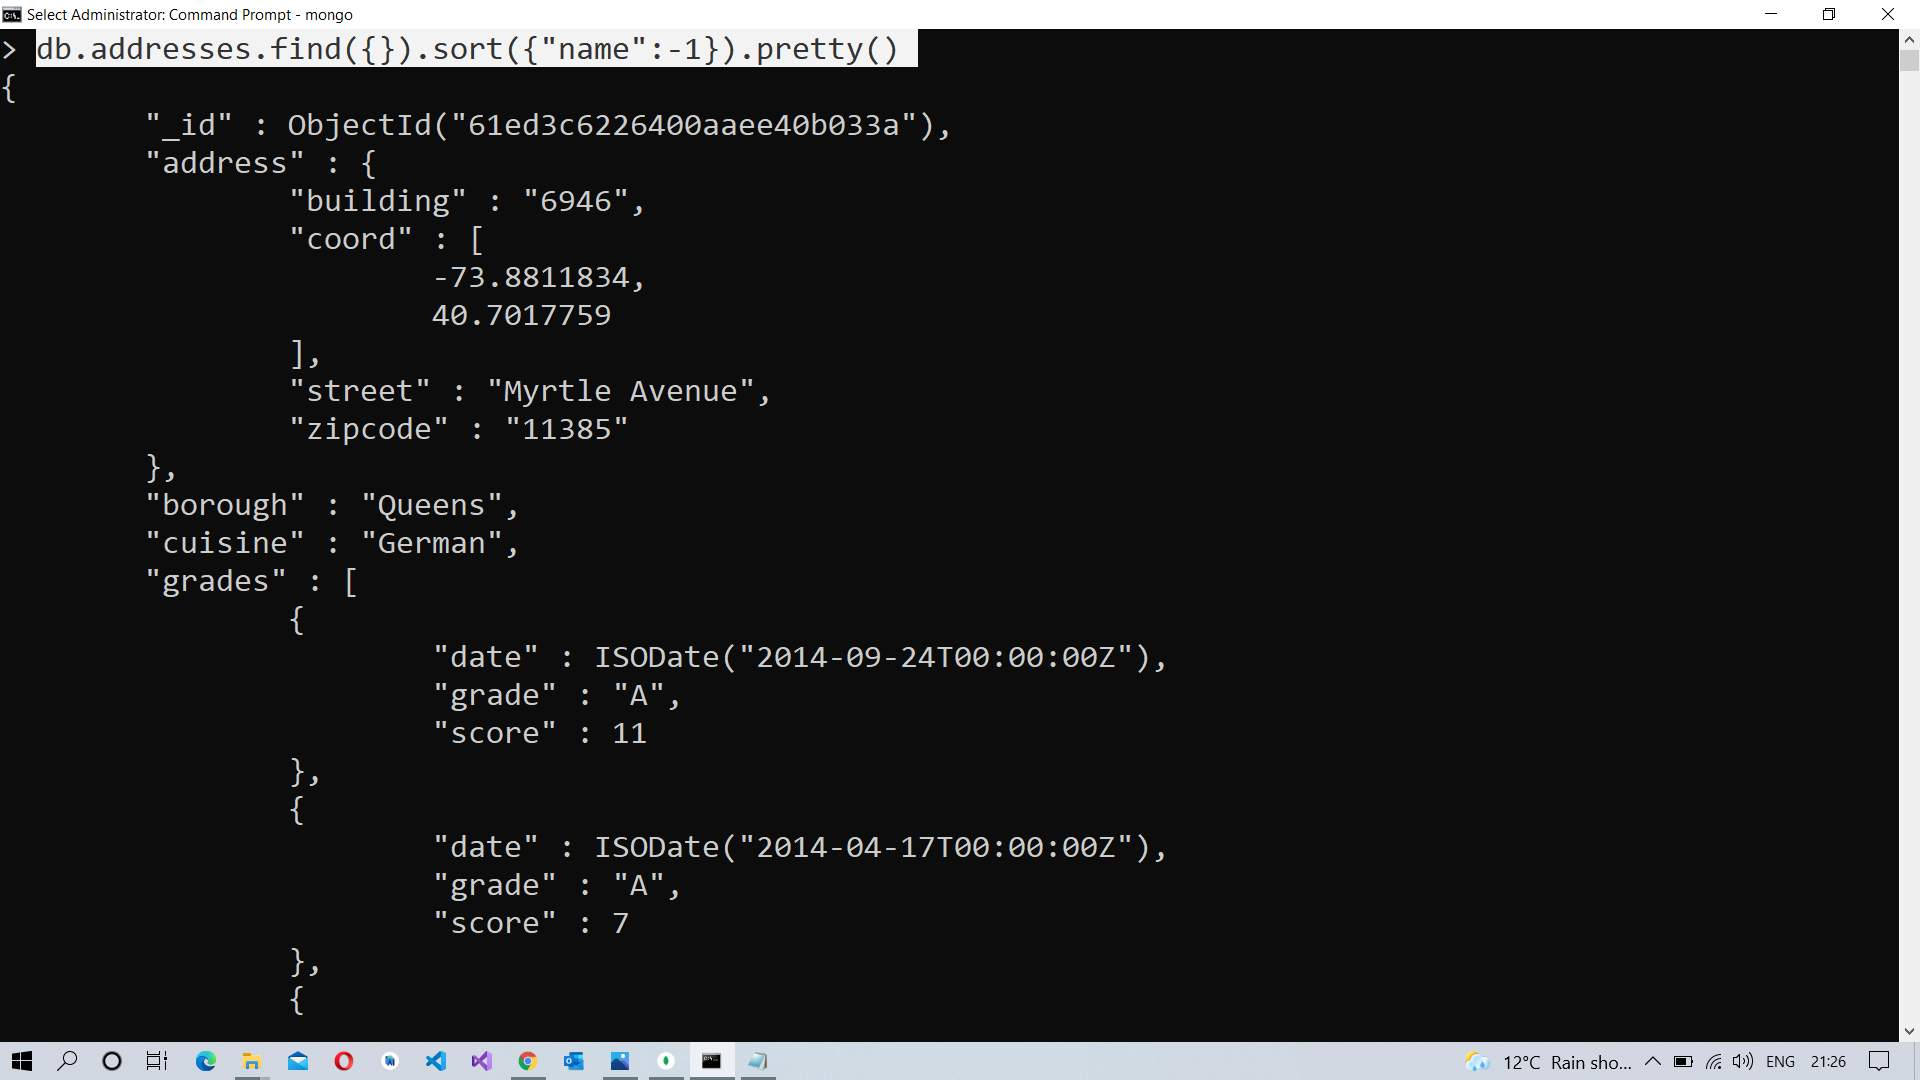 Select Administrator: Command Prompt - mongo
> db.addresses.find({}).sort({"name":-1}).pretty()
{
"_id" : ObjectId("61ed3c6226400aaee40b033a"),
"address" : {
"building" : "6946",
"coord" : [
-73.8811834,
40.7017759
],
"street" : "Myrtle Avenue",
"zipcode" : "11385"
},
"borough" : "Queens",
"cuisine" : "German",
"grades" : [
{
"date" : ISODate("2014-09-24T00:00:00Z"),
"grade" : "A",
"score" : 11
},
{
"date" : ISODate("2014-04-17T00:00:00Z"),
"grade" : "A",
"score" : 7
},
{
12°C Rain sho... ENG 21:26